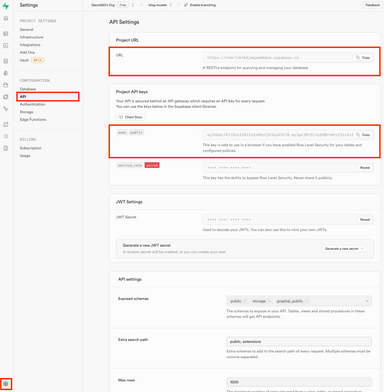 Settings
GauntGG's Org
Free
blog-models
Enable branching
Feedback
PROJECT SETTINGS
General
Infrastructure
Integrations
Add Ons
Vault
BETA
CONFIGURATION
Database
API
Authentication
Storage
Edge Functions
BILLING
Subscription
Usage
API Settings
Project URL
URL
Copy
A RESTful endpoint for querying and managing your database
Project API keys
Your API is secured behind an API gateway which requires an API Key for every request.
You can use the keys below in the Supabase client libraries.
Client Docs
anon
public
Copy
This key is safe to use in a browser if you have enabled Row Level Security for your tables and
configured policies.
service_role
secret
Reveal
This key has the ability to bypass Row Level Security. Never share it publicly.
JWT Settings
JWT Secret
**** **** **** ****
Reveal
Used to decode your JWTs. You can also use this to mint your own JWTs.
Generate a new JWT secret
A random secret will be created, or you can create your own.
Generate a new secret
API settings
Exposed schemas
public
storage
graphql_public
The schemas to expose in your API. Tables, views and stored procedures in these
schemas will get API endpoints.
Extra search path
public, extensions
Extra schemas to add to the search path of every request. Multiple schemas must be
comma-separated.
Max rows
1000